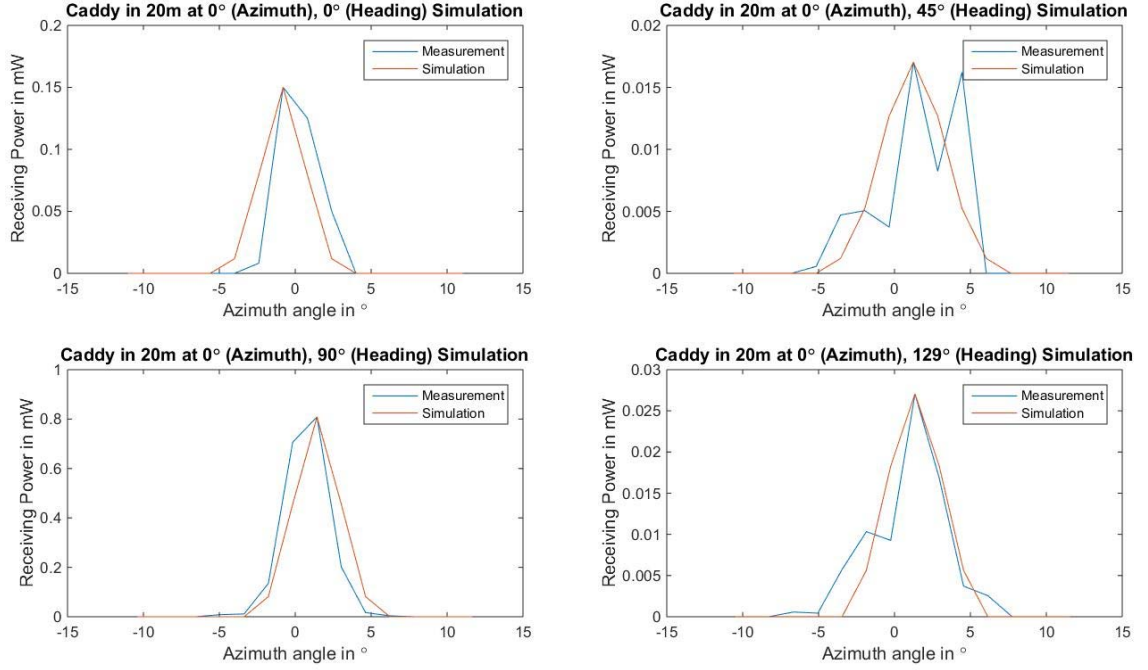 Caddy in 20m at 0° (Azimuth), 0° (Heading) Simulation
0.2
0.15
0.1
0.05
0
Receiving Power in mW
Measurement
Simulation
-15 -10 -5 0 5 10 15
Azimuth angle in °
Caddy in 20m at 0° (Azimuth), 45° (Heading) Simulation
0.02
0.015
0.01
0.005
0
Receiving Power in mW
Measurement
Simulation
-15 -10 -5 0 5 10 15
Azimuth angle in °
Caddy in 20m at 0° (Azimuth), 90° (Heading) Simulation
1
0.8
0.6
0.4
0.2
0
Receiving Power in mW
Measurement
Simulation
-15 -10 -5 0 5 10 15
Azimuth angle in °
Caddy in 20m at 0° (Azimuth), 129° (Heading) Simulation
0.03
0.025
0.02
0.015
0.01
0.005
0
Receiving Power in mW
Measurement
Simulation
-15 -10 -5 0 5 10 15
Azimuth angle in °